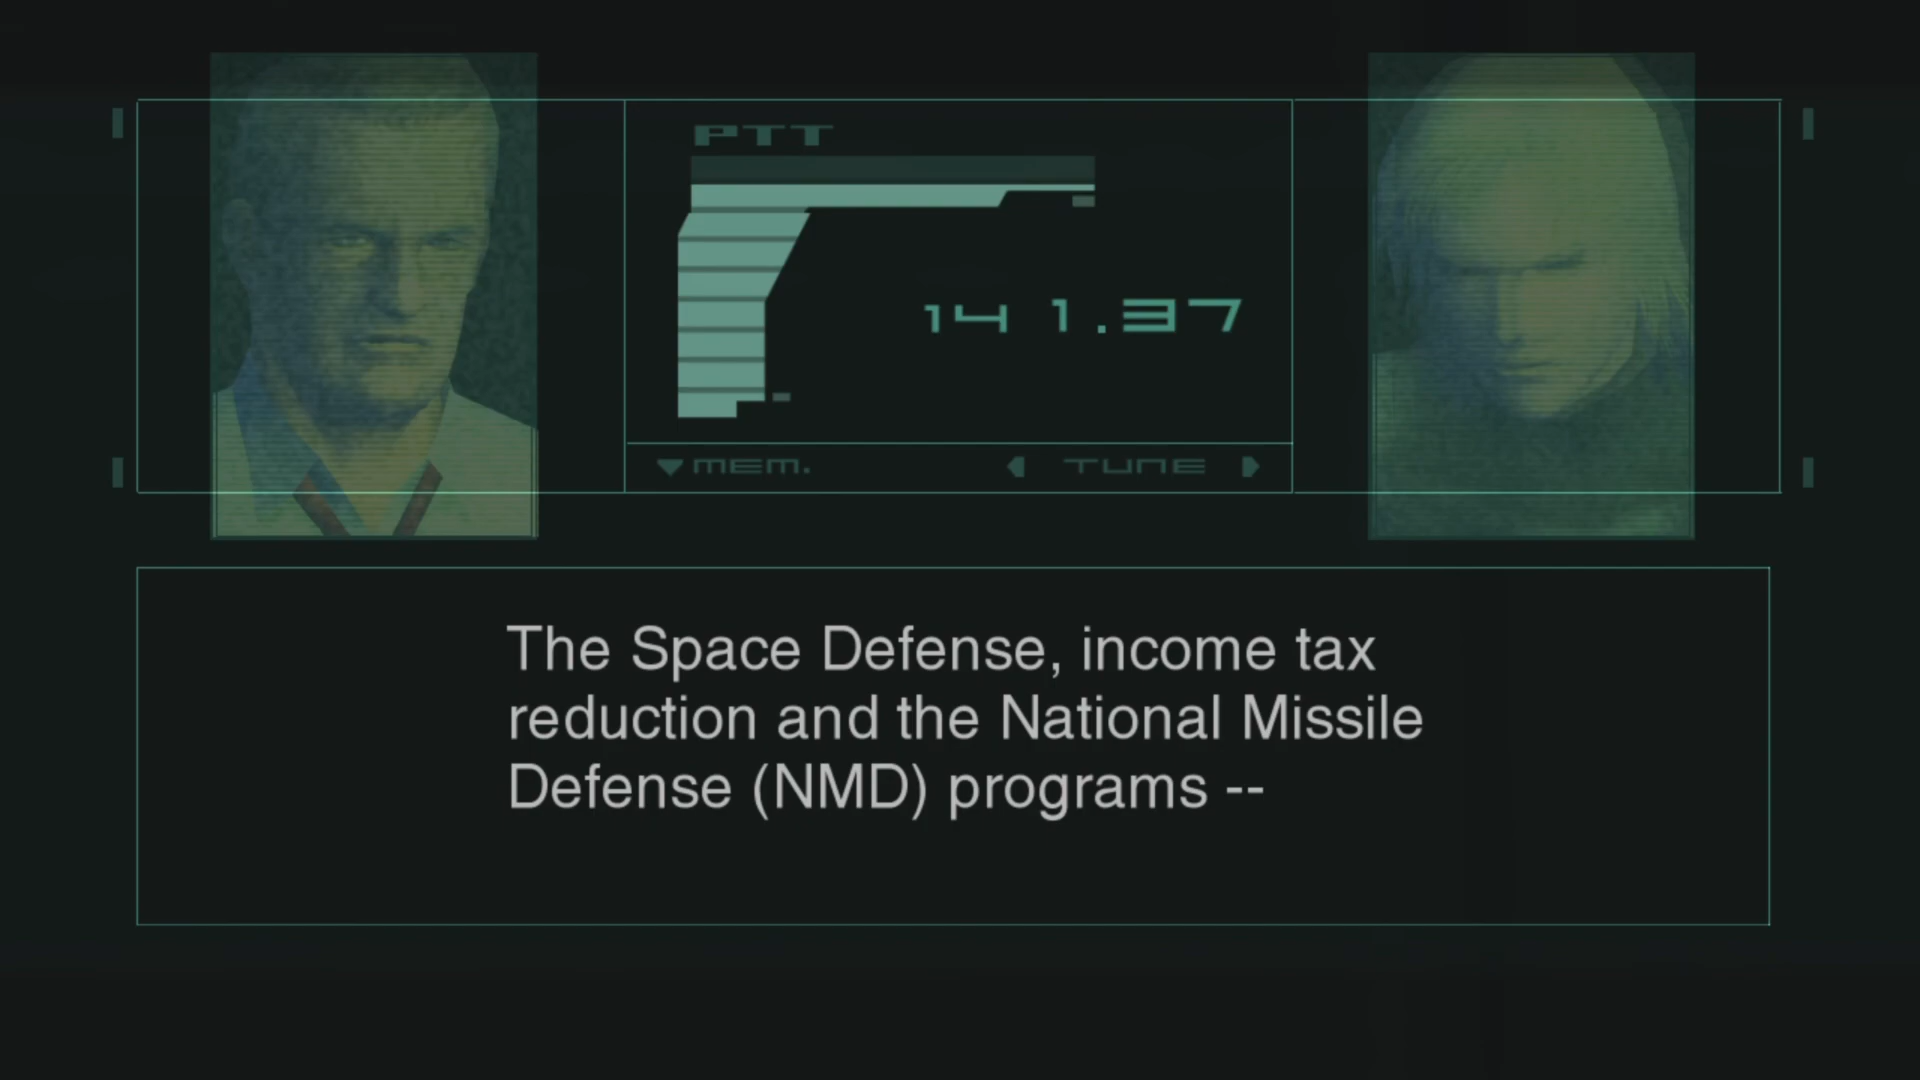 PTT
141.37
MEM.
TUNE
The Space Defense, income tax
reduction and the National Missile
Defense (NMD) programs --